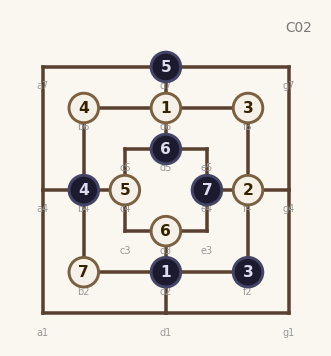 C02
5
a7 d7 g7
4 1 3
b6 d6 f6
6
c5 d5 e5
4 5 7 2
a4 b4 c4 e4 f4 g4
6
c3 d3 e3
7 1 3
b2 d2 f2
a1 d1 g1